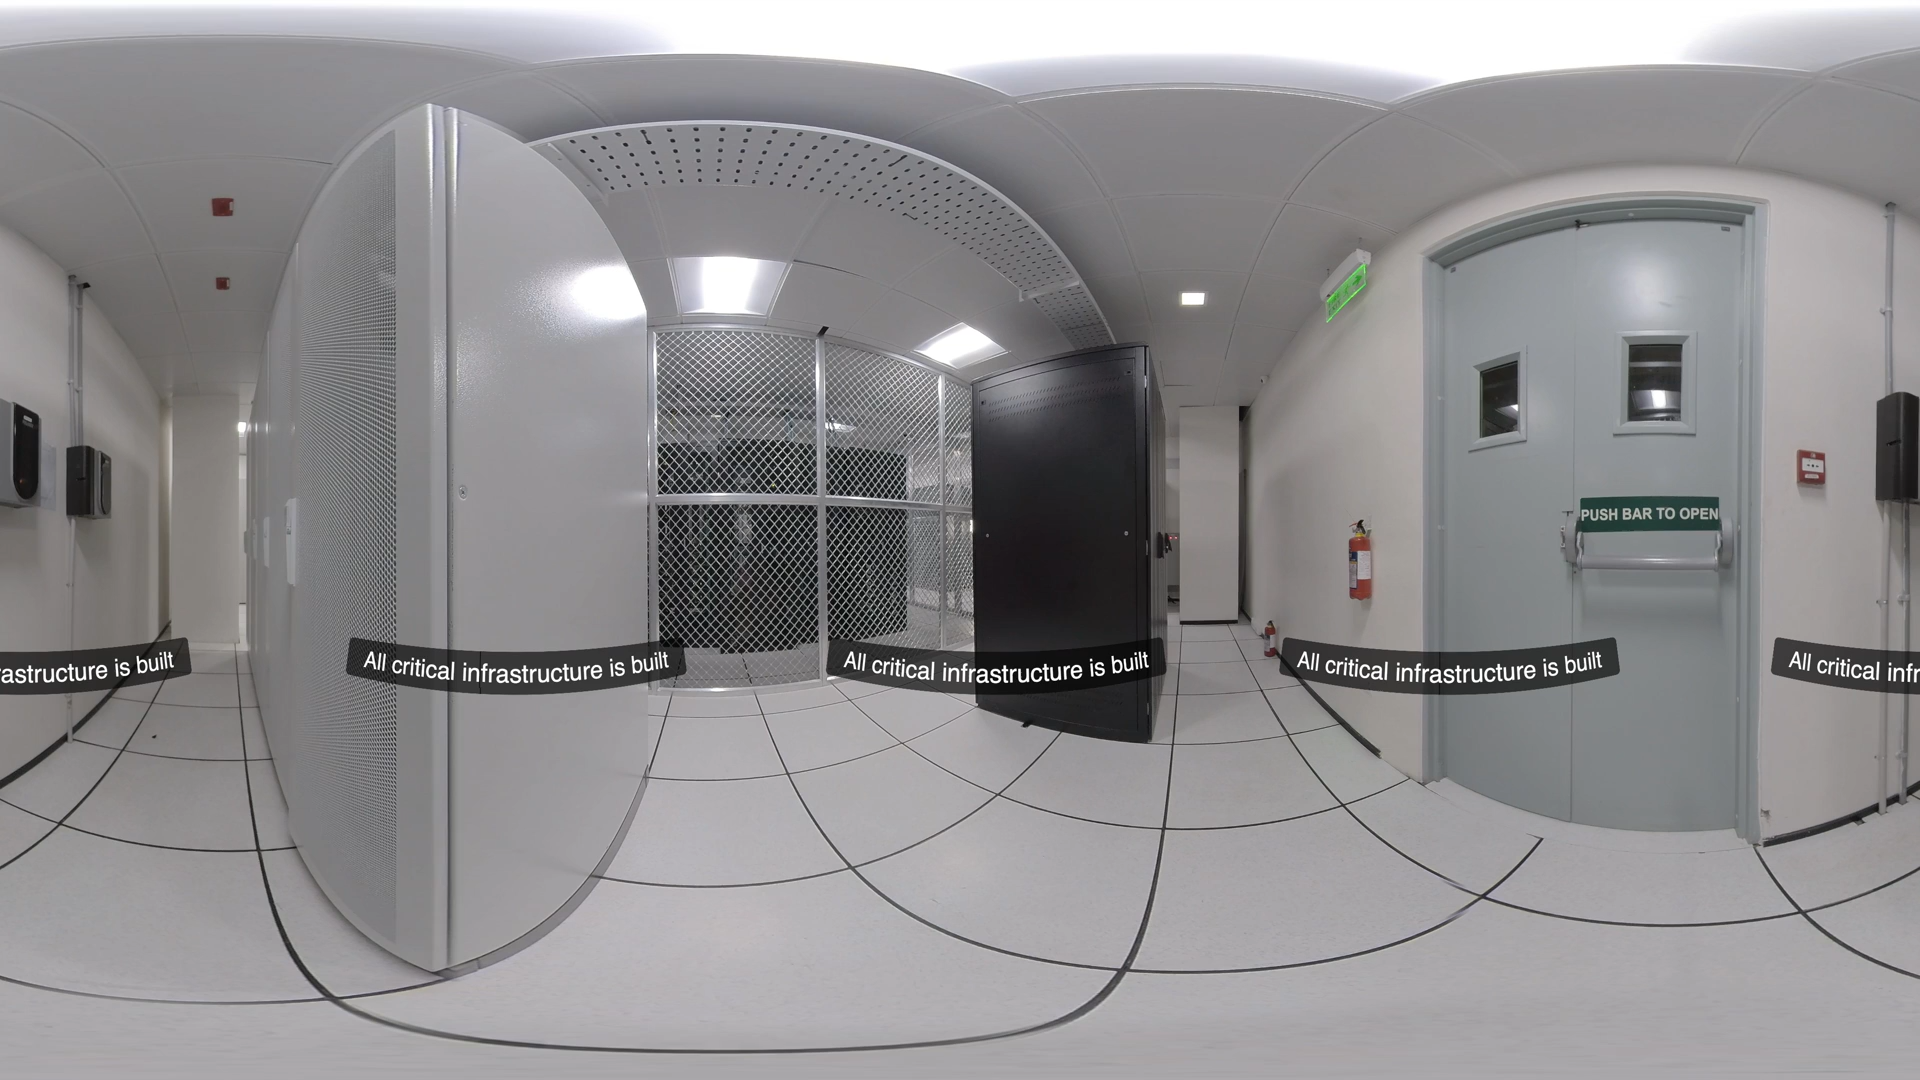 PUSH BAR TO OPEN
rastructure is built
All critical infrastructure is built
All critical infrastructure is built
All critical infrastructure is built
All critical infr